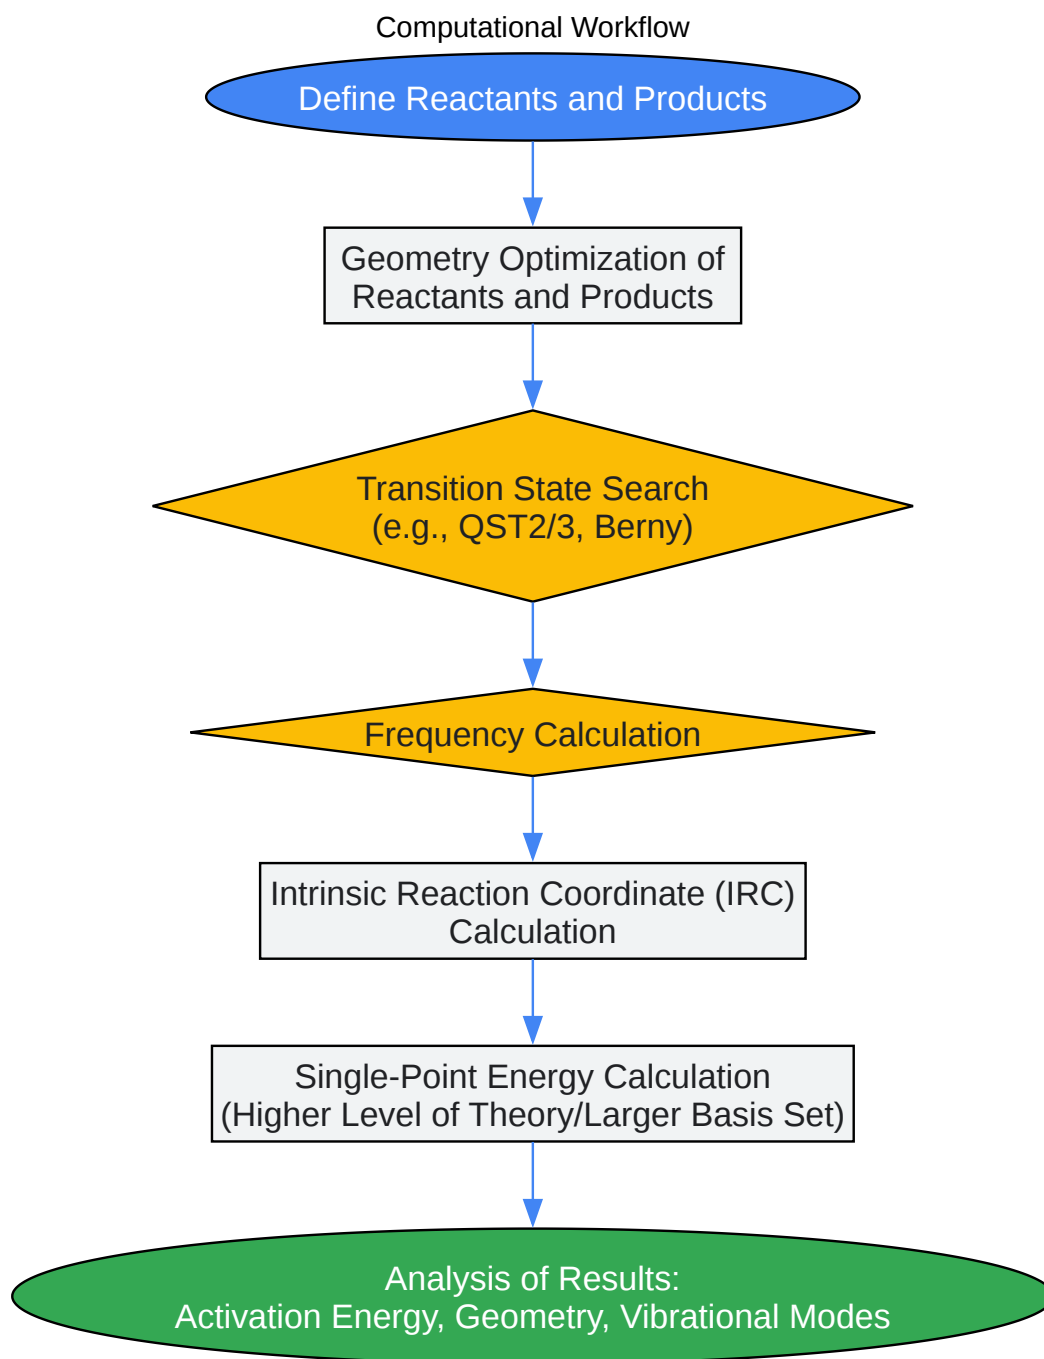 Computational Workflow
Define Reactants and Products
Geometry Optimization of
Reactants and Products
Transition State Search
(e.g., QST2/3, Berny)
Frequency Calculation
Intrinsic Reaction Coordinate (IRC)
Calculation
Single-Point Energy Calculation
(Higher Level of Theory/Larger Basis Set)
Analysis of Results:
Activation Energy, Geometry, Vibrational Modes